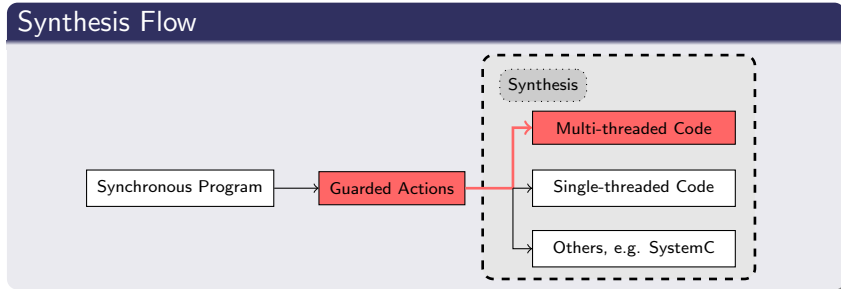 Synthesis Flow
Synthesis
Multi-threaded Code
Synchronous Program
Guarded Actions
Single-threaded Code
Others, e.g. SystemC